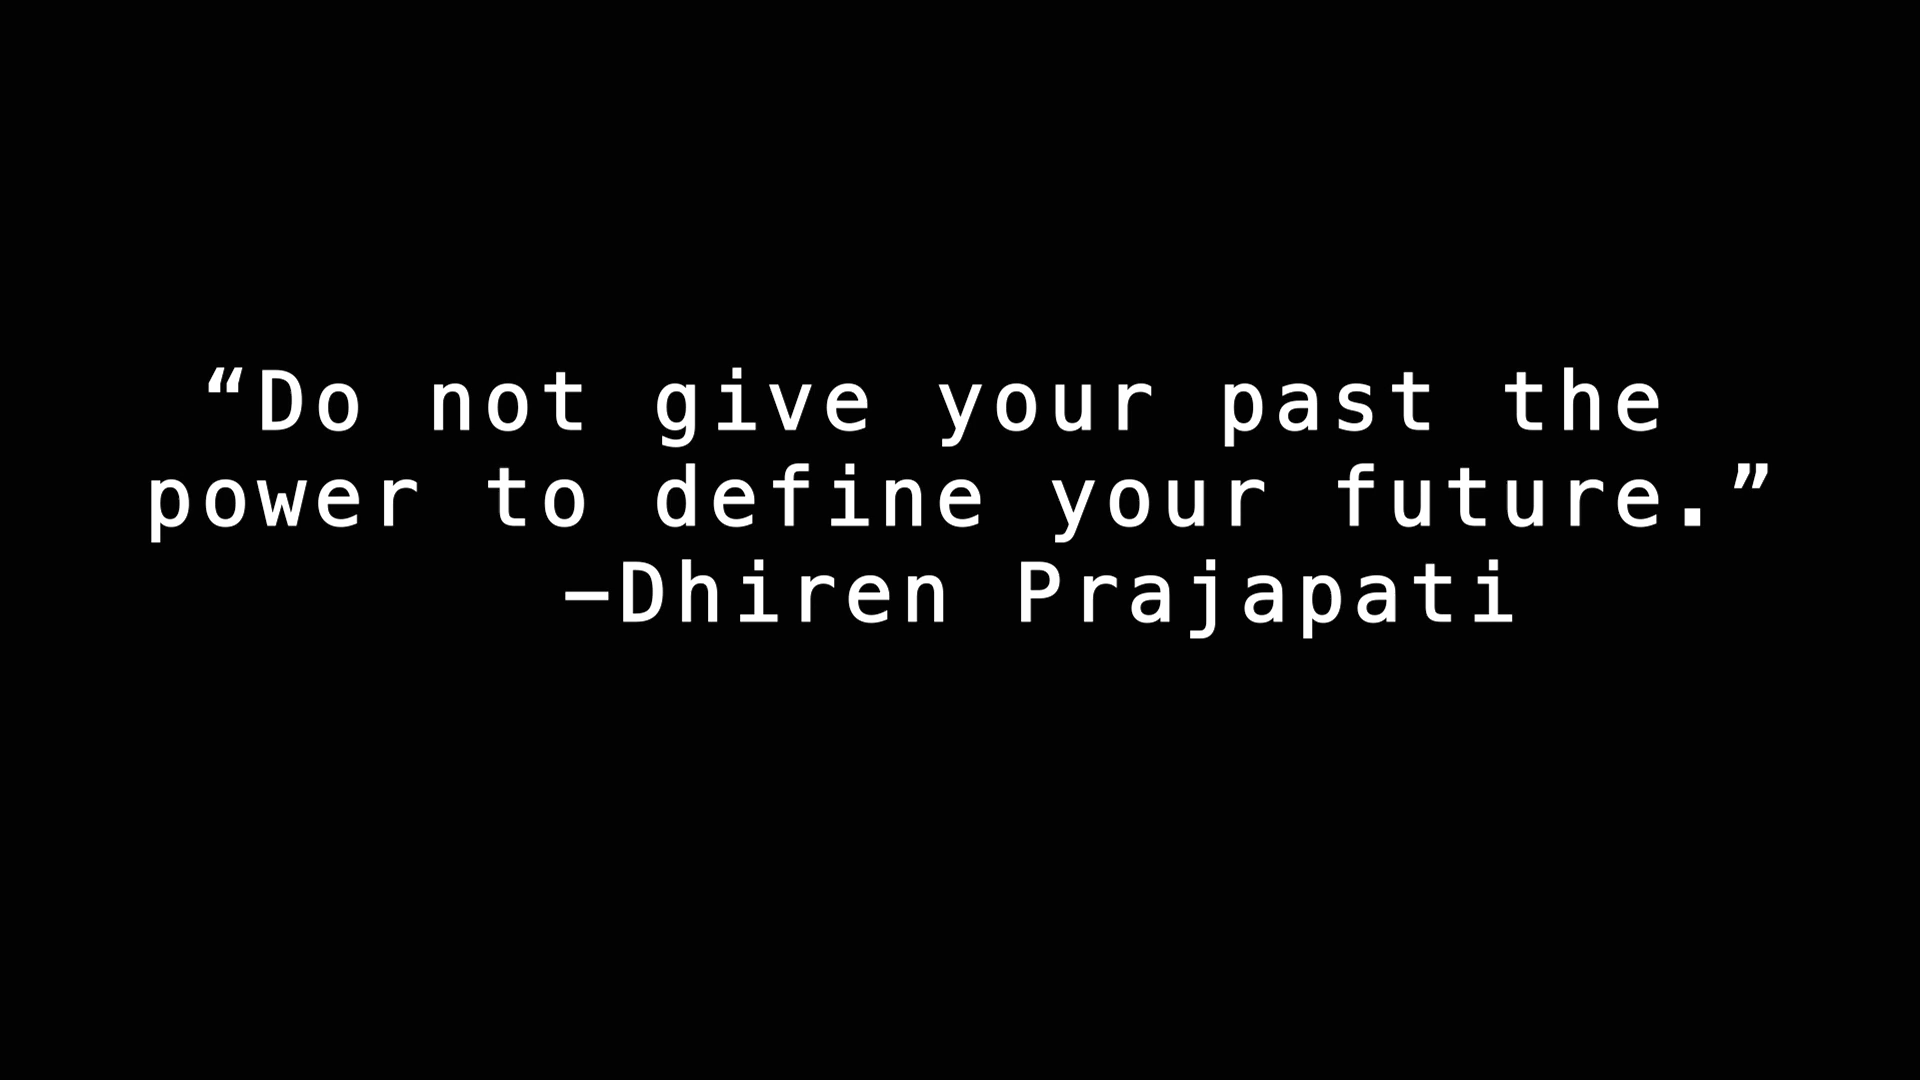 “Do not give your past the
power to define your future.”
–Dhiren Prajapati